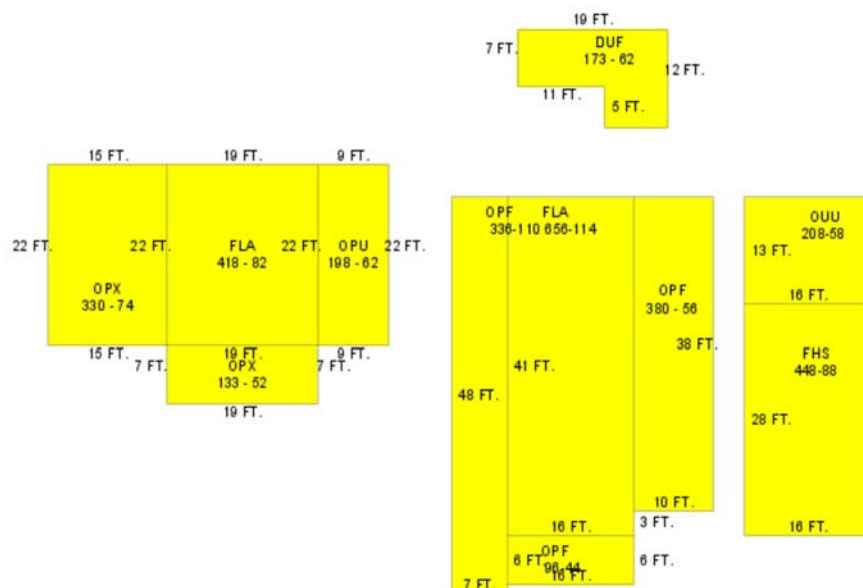 19 FT.
7 FT.
DUF
173 - 62
12 FT.
11 FT.
5 FT.
15 FT.
19 FT.
9 FT.
22 FT.
22 FT.
FLA
418 - 82
22 FT.
OPU
198 - 62
22 FT.
OPX
330 - 74
15 FT.
19 FT.
9 FT.
7 FT.
OPX
133 - 52
7 FT.
19 FT.
OPF
336-110
FLA
656-114
OPF
380 - 56
38 FT.
41 FT.
48 FT.
10 FT.
16 FT.
3 FT.
OPF
96-44
6 FT.
16 FT.
6 FT.
7 FT.
OUU
208-58
13 FT.
16 FT.
FHS
448-88
28 FT.
16 FT.